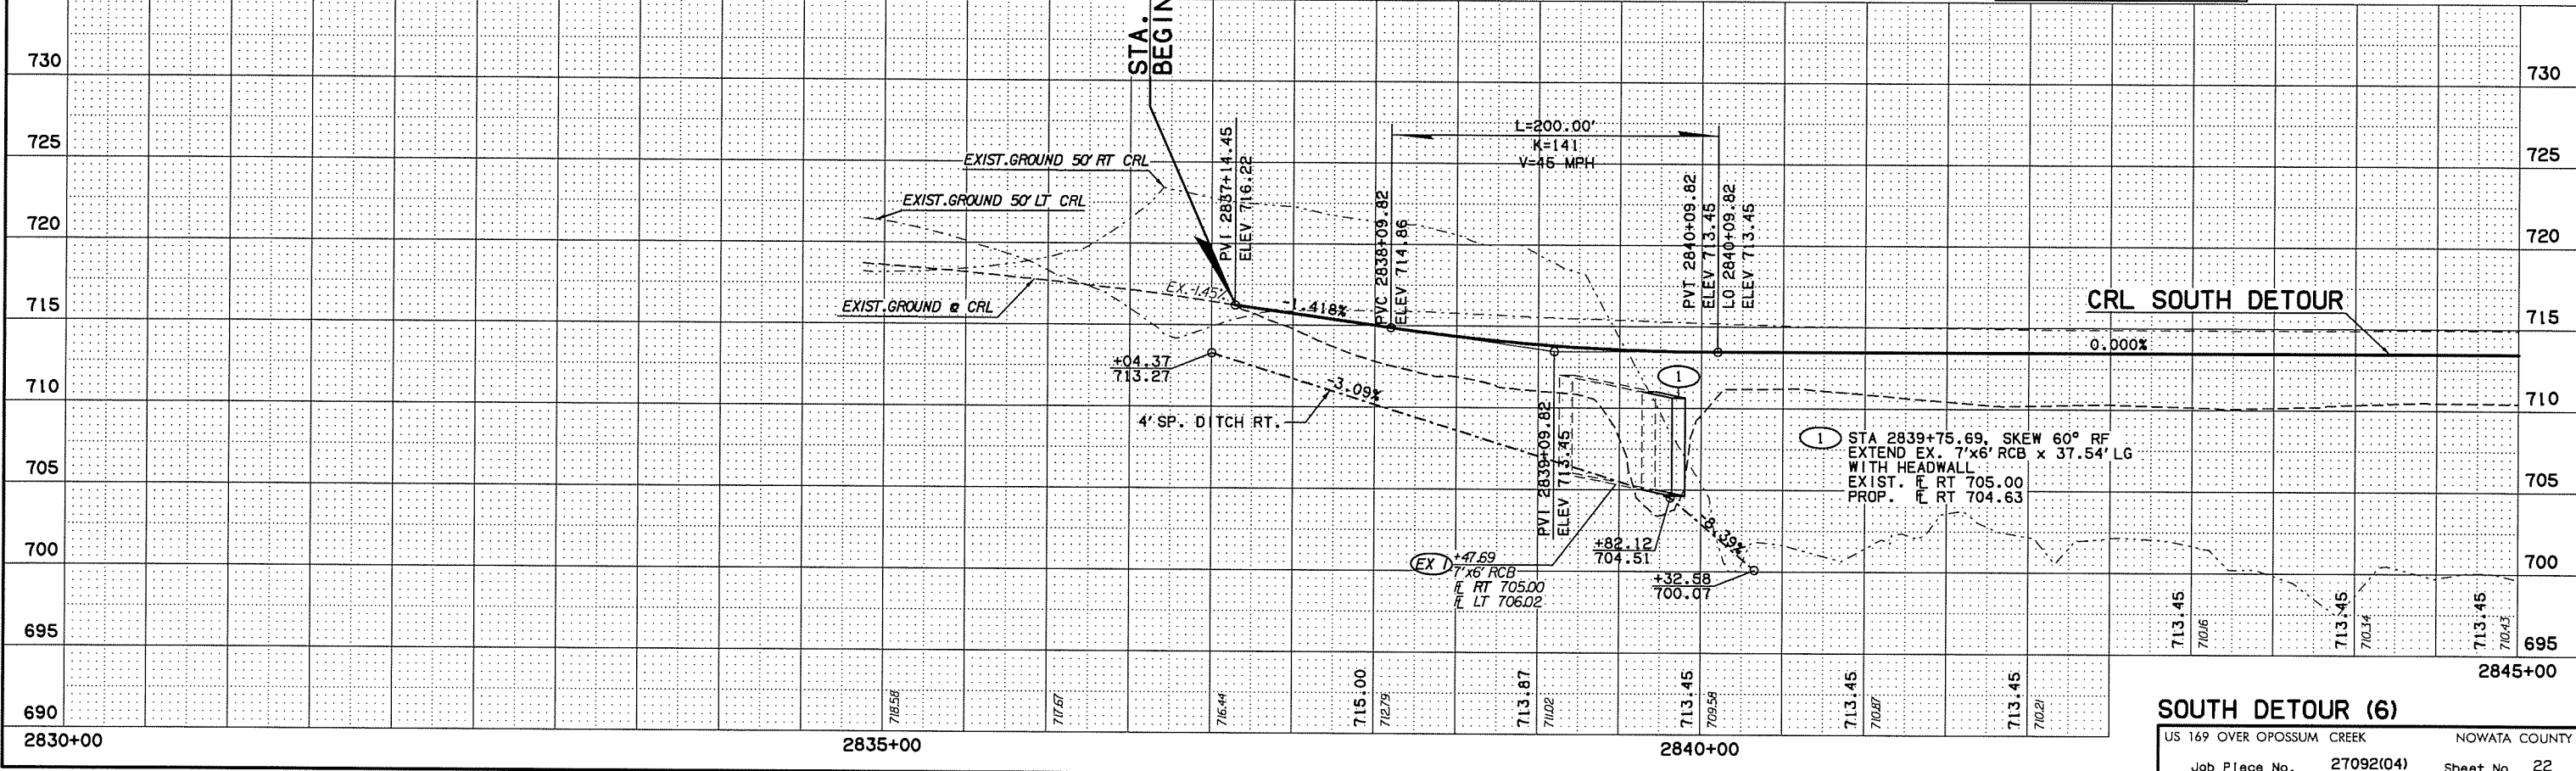 STA.
BEGIN
730
725
720
715
710
705
700
695
690
730
725
720
715
710
705
700
695
EXIST.GROUND 50' RT CRL
EXIST.GROUND 50' LT CRL
EXIST.GROUND @ CRL
EX.-1.45%
PVI 2837+14.45
ELEV 716.22
-1.418%
L=200.00'
K=141
V=45 MPH
PVC 2838+09.82
ELEV 714.86
PVT 2840+09.82
ELEV 713.45
LO 2840+09.82
ELEV 713.45
CRL SOUTH DETOUR
0.000%
+04.37
713.27
-3.09%
4' SP. DITCH RT.
PVI 2839+09.82
ELEV 713.45
1
1 STA 2839+75.69, SKEW 60° RF
EXTEND EX. 7'x6' RCB x 37.54' LG
WITH HEADWALL
EXIST. FL RT 705.00
PROP. FL RT 704.63
EX 1 +47.69
7'x6' RCB
FL RT 705.00
FL LT 706.02
+82.12
704.51
-8.39%
+32.58
700.07
718.58
717.67
716.44
715.00
712.79
713.87
711.02
713.45
709.58
713.45
710.87
713.45
710.21
713.45
710.16
713.45
710.34
713.45
710.43
2830+00
2835+00
2840+00
2845+00
SOUTH DETOUR (6)
US 169 OVER OPOSSUM CREEK NOWATA COUNTY
Job Piece No. 27092(04) Sheet No. 22